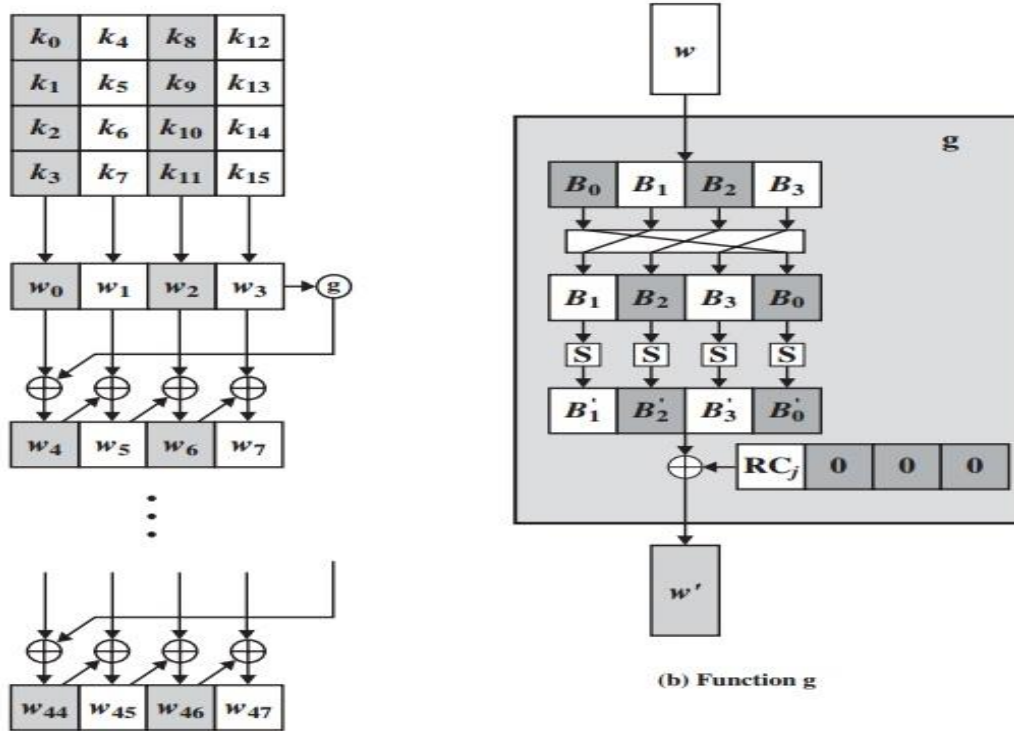 k0 k4 k8 k12
k1 k5 k9 k13
k2 k6 k10 k14
k3 k7 k11 k15
w0 w1 w2 w3 g
w4 w5 w6 w7
w44 w45 w46 w47
w
g
B0 B1 B2 B3
B1 B2 B3 B0
S S S S
B'1 B'2 B'3 B'0
RCj 0 0 0
w'
(b) Function g